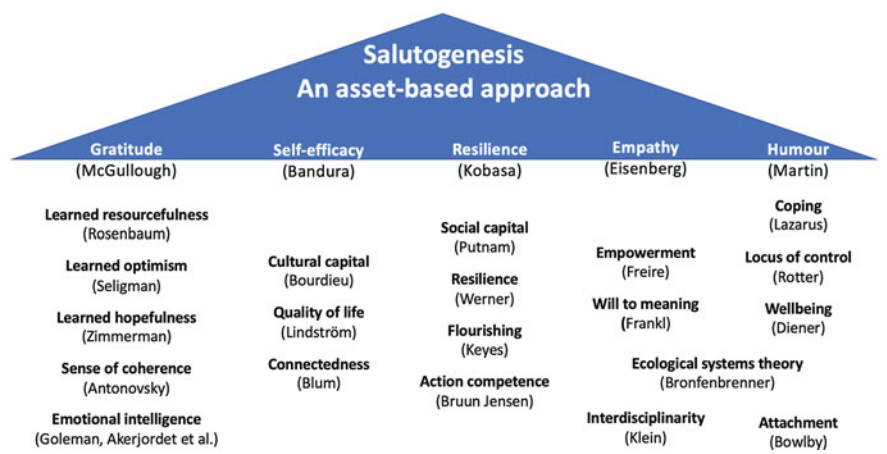 Salutogenesis
An asset-based approach
Gratitude
(McGullough)
Self-efficacy
(Bandura)
Resilience
(Kobasa)
Empathy
(Eisenberg)
Humour
(Martin)
Learned resourcefulness
(Rosenbaum)
Learned optimism
(Seligman)
Learned hopefulness
(Zimmerman)
Sense of coherence
(Antonovsky)
Emotional intelligence
(Goleman, Akerjordet et al.)
Cultural capital
(Bourdieu)
Quality of life
(Lindström)
Connectedness
(Blum)
Social capital
(Putnam)
Resilience
(Werner)
Flourishing
(Keyes)
Action competence
(Bruun Jensen)
Empowerment
(Freire)
Will to meaning
(Frankl)
Coping
(Lazarus)
Locus of control
(Rotter)
Wellbeing
(Diener)
Ecological systems theory
(Bronfenbrenner)
Interdisciplinarity
(Klein)
Attachment
(Bowlby)